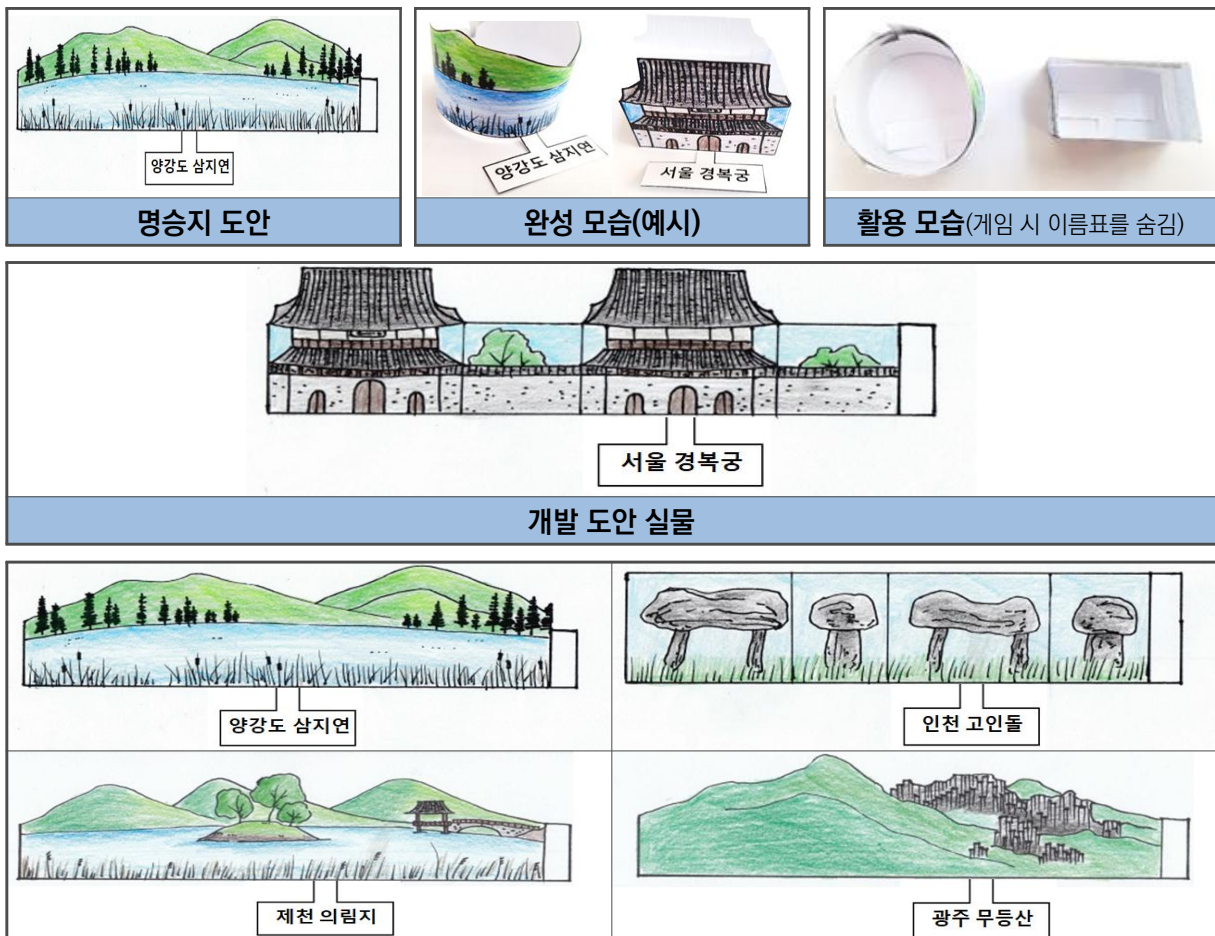 양강도 삼지연
양강도 삼지연
서울 경복궁
명승지 도안
완성 모습(예시)
활용 모습(게임 시 이름표를 숨김)
서울 경복궁
개발 도안 실물
양강도 삼지연
인천 고인돌
제천 의림지
광주 무등산